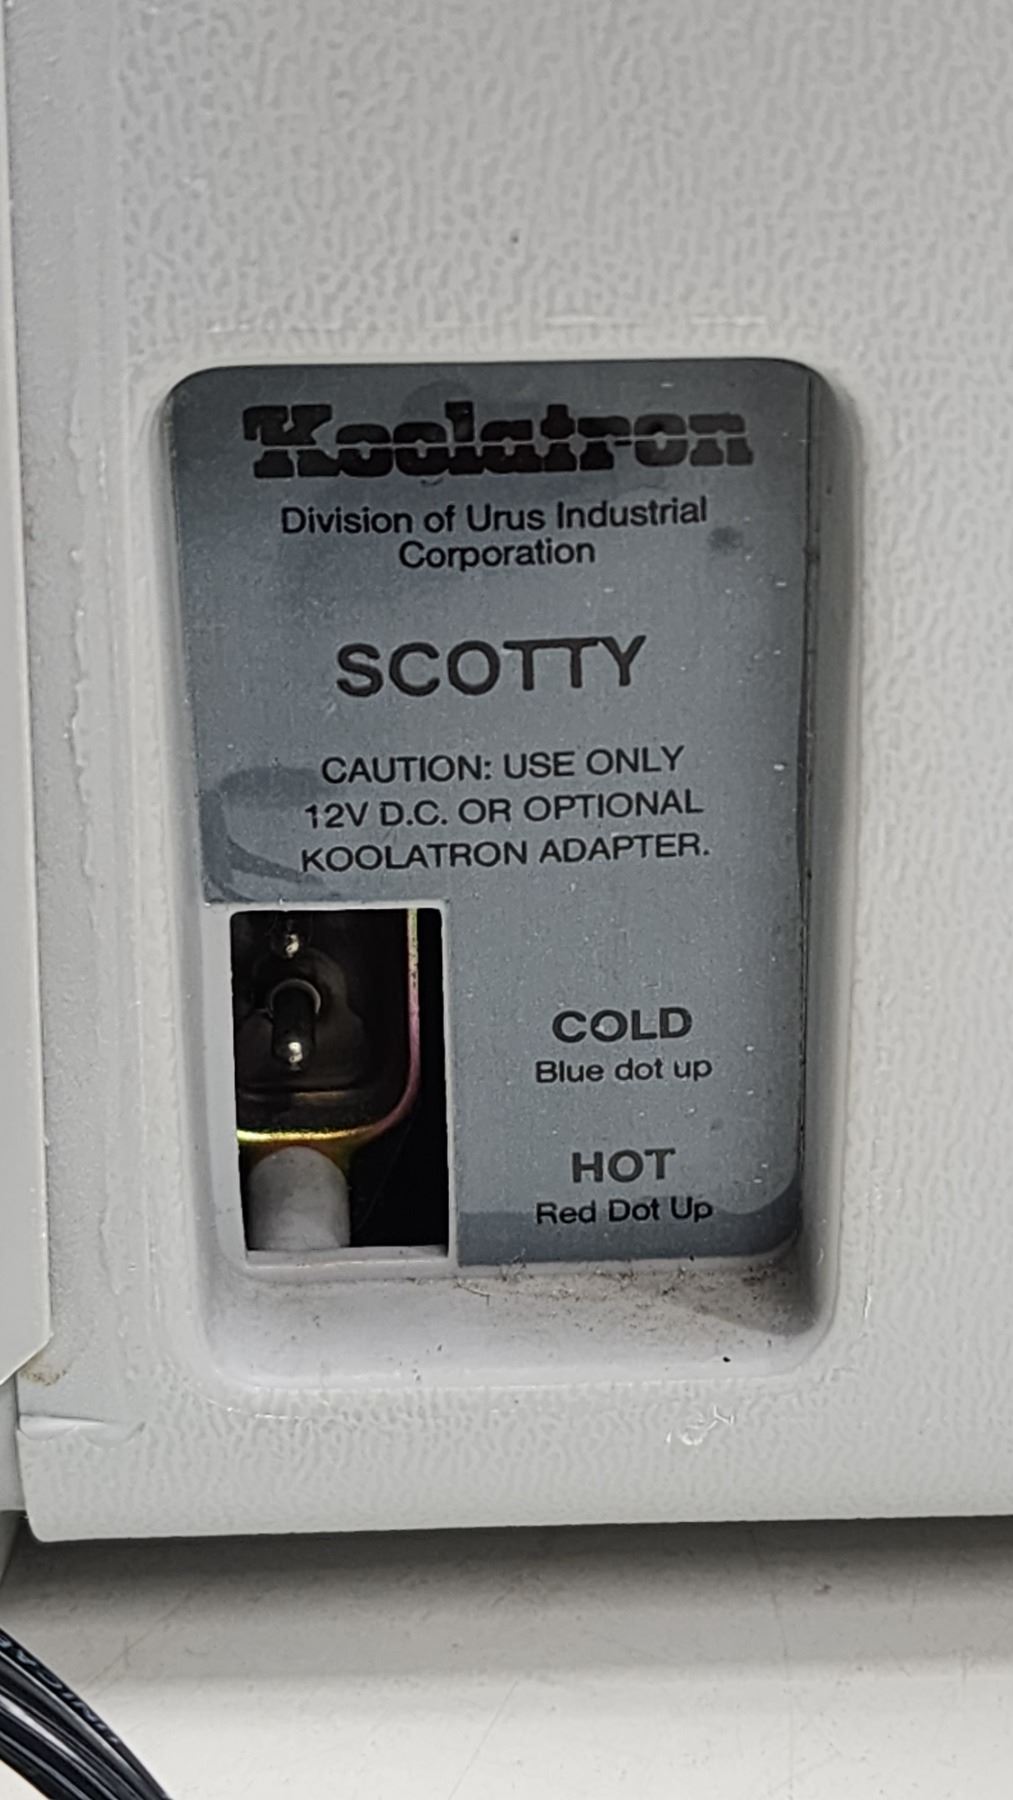 Koolatron
Division of Urus Industrial
Corporation
SCOTTY
CAUTION: USE ONLY
12V D.C. OR OPTIONAL
KOOLATRON ADAPTER.
COLD
Blue dot up
HOT
Red Dot Up